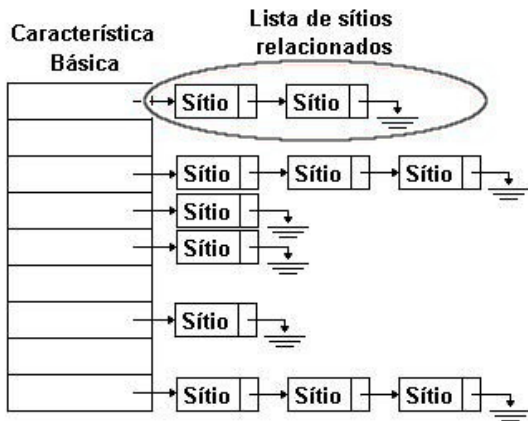 Característica
Básica
Lista de sítios
relacionados
Sítio Sítio
Sítio Sítio Sítio
Sítio
Sítio
Sítio
Sítio Sítio Sítio